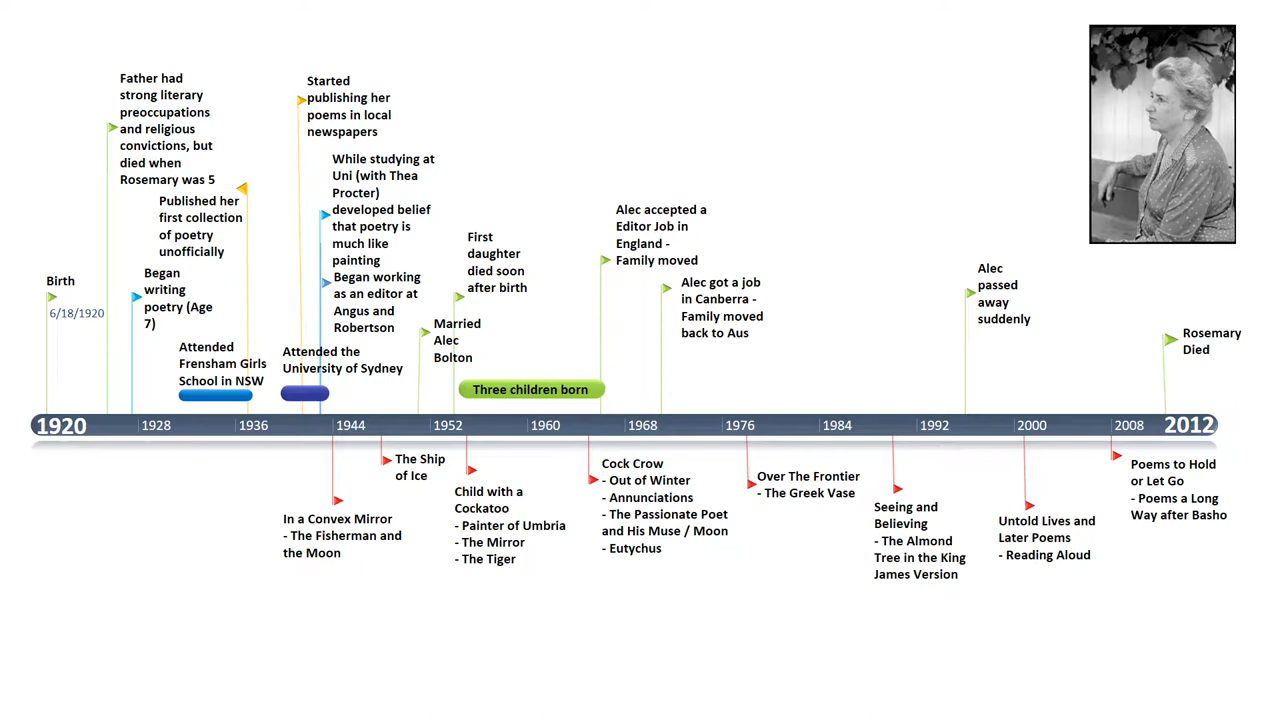 Father had
strong literary
preoccupations
and religious
convictions, but
died when
Rosemary was 5
Started
publishing her
poems in local
newspapers
While studying at
Uni (with Thea
Procter)
developed belief
that poetry is
much like
painting
Published her
first collection
of poetry
unofficially
Birth
6/18/1920
Began
writing
poetry (Age
7)
Began working
as an editor at
Angus and
Robertson
First
daughter
died soon
after birth
Alec accepted a
Editor Job in
England -
Family moved
Alec got a job
in Canberra -
Family moved
back to Aus
Alec
passed
away
suddenly
Rosemary
Died
Attended
Frensham Girls
School in NSW
Attended the
University of Sydney
Married
Alec
Bolton
Three children born
1920 1928 1936 1944 1952 1960 1968 1976 1984 1992 2000 2008 2012
In a Convex Mirror
- The Fisherman and
the Moon
The Ship
of Ice
Child with a
Cockatoo
- Painter of Umbria
- The Mirror
- The Tiger
Cock Crow
- Out of Winter
- Annunciations
- The Passionate Poet
and His Muse / Moon
- Eutychus
Over The Frontier
- The Greek Vase
Seeing and
Believing
- The Almond
Tree in the King
James Version
Untold Lives and
Later Poems
- Reading Aloud
Poems to Hold
or Let Go
- Poems a Long
Way after Basho